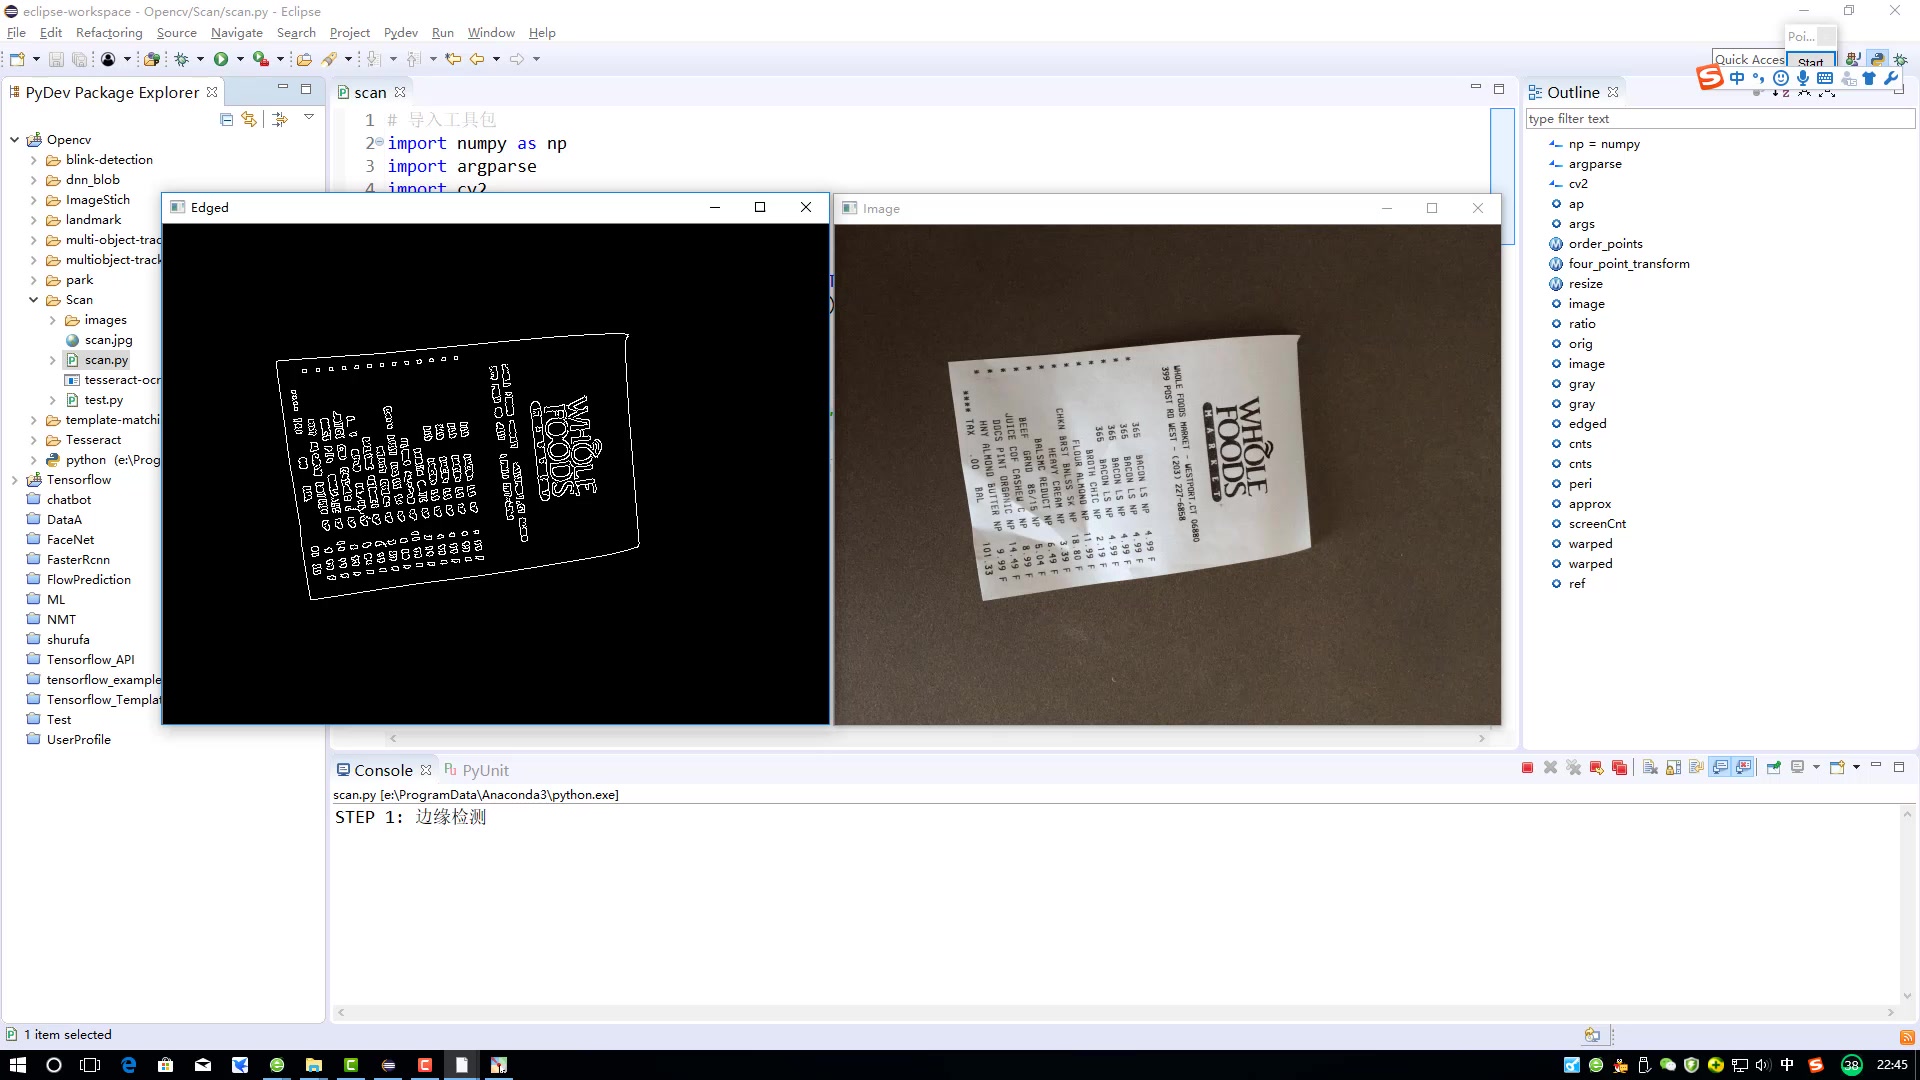 eclipse-workspace - Opencv/Scan/scan.py - Eclipse
File Edit Refactoring Source Navigate Search Project Pydev Run Window Help
Poi...
Quick Acces
Start
中
PyDev Package Explorer
Opencv
blink-detection
dnn_blob
ImageStich
landmark
multi-object-trac
multiobject-track
park
Scan
images
scan.jpg
scan.py
tesseract-ocr
test.py
template-matchi
Tesseract
python (e:\Prog
Tensorflow
chatbot
DataA
FaceNet
FasterRcnn
FlowPrediction
ML
NMT
shurufa
Tensorflow_API
tensorflow_example
Tensorflow_Templat
Test
UserProfile
scan
1 # 导入工具包
2 import numpy as np
3 import argparse
4 import cv2
Edged
WHOLE
FOODS
Image
WHOLE
FOODS
MARKET
WHOLE FOODS MARKET - WESTPORT,CT 06880
399 POST RD WEST - (203) 227-6858
365 BACON LS NP 4.99 F
365 BACON LS NP 4.99 F
365 BACON LS NP 4.99 F
365 BACON LS NP 4.99 F
BROTH CHIC NP 2.19 F
FLOUR ALMOND NP 11.99 F
CHKN BRST BNLSS SK NP 18.80 F
HEAVY CREAM NP 3.39 F
BALSMC REDUCT NP 6.49 F
BEEF GRND 86/15 NP 5.04 F
JUICE COF CASHEW C NP 8.99 F
DOCS PINT ORGANIC NP 14.49 F
HNY ALMOND BUTTER NP 9.99 F
**** TAX .00 BAL 101.33
Outline
type filter text
np = numpy
argparse
cv2
ap
args
order_points
four_point_transform
resize
image
ratio
orig
image
gray
gray
edged
cnts
cnts
peri
approx
screenCnt
warped
warped
ref
Console
PyUnit
scan.py [e:\ProgramData\Anaconda3\python.exe]
STEP 1: 边缘检测
1 item selected
中
38
22:45